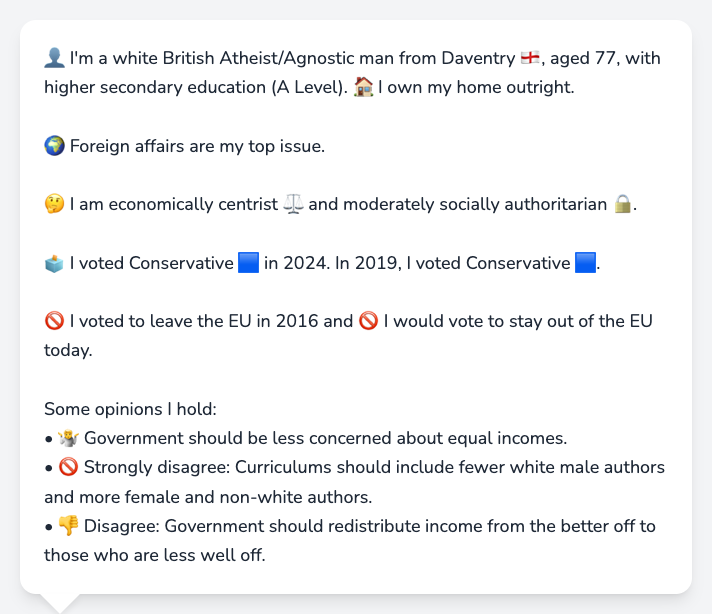 👤 I'm a white British Atheist/Agnostic man from Daventry 🏴󠁧󠁢󠁥󠁮󠁧󠁿, aged 77, with
higher secondary education (A Level). 🏠 I own my home outright.
🌍 Foreign affairs are my top issue.
🤔 I am economically centrist ⚖️ and moderately socially authoritarian 🔒.
🗳️ I voted Conservative 🟦 in 2024. In 2019, I voted Conservative 🟦.
🚫 I voted to leave the EU in 2016 and 🚫 I would vote to stay out of the EU
today.
Some opinions I hold:
• 🤷 Government should be less concerned about equal incomes.
• 🚫 Strongly disagree: Curriculums should include fewer white male authors
and more female and non-white authors.
• 👎 Disagree: Government should redistribute income from the better off to
those who are less well off.